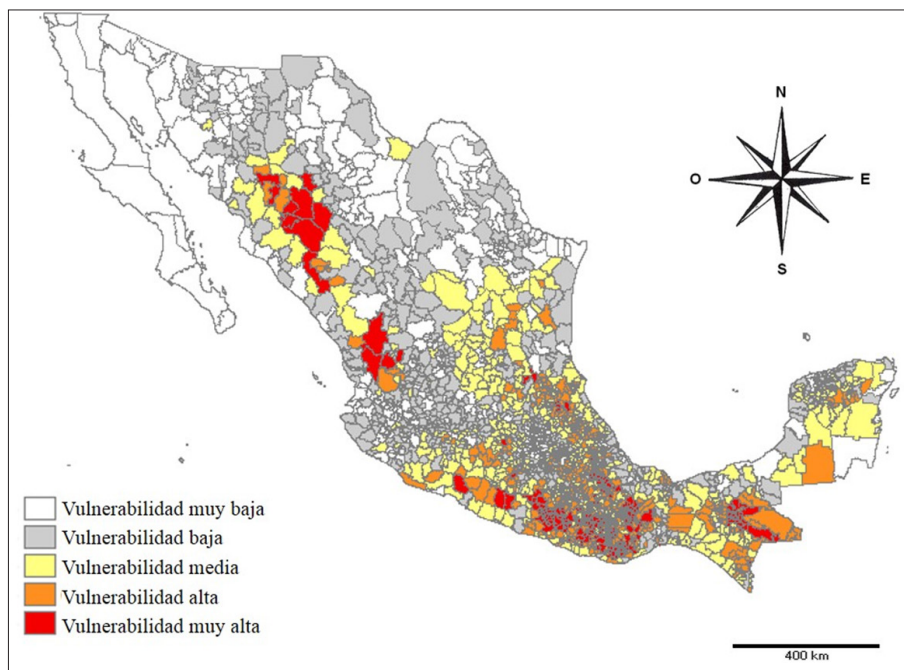 N
O
E
S
Vulnerabilidad muy baja
Vulnerabilidad baja
Vulnerabilidad media
Vulnerabilidad alta
Vulnerabilidad muy alta
400 km